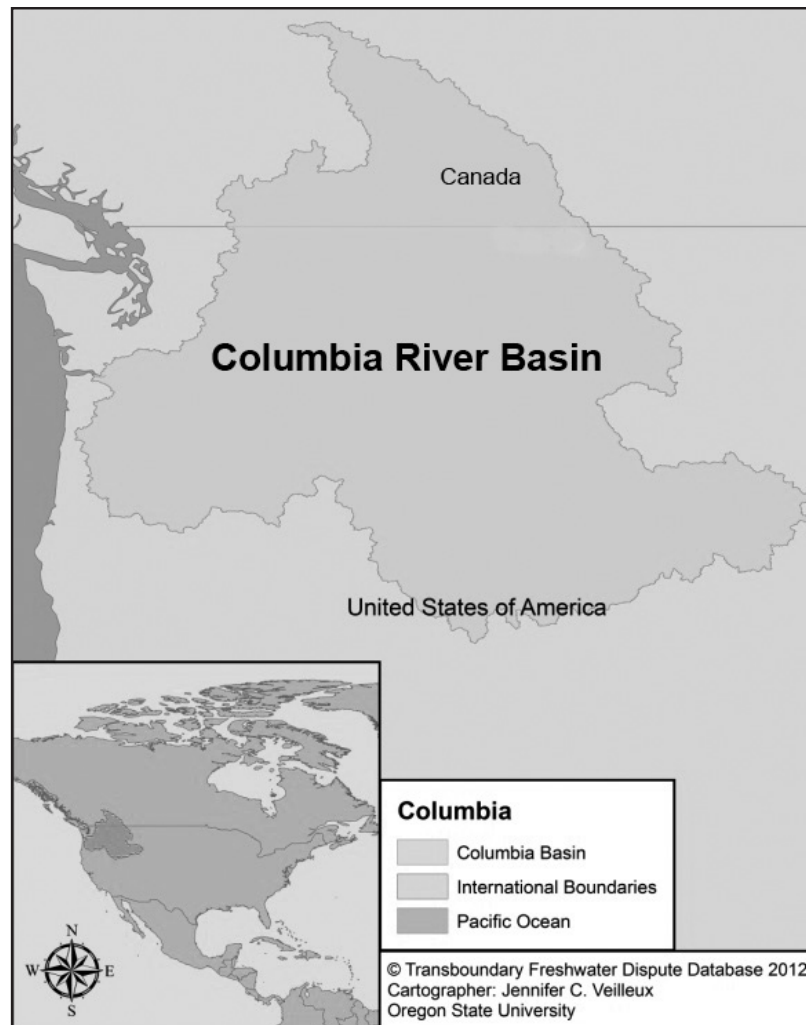 Canada
Columbia River Basin
United States of America
N
W E
S
Columbia
Columbia Basin
International Boundaries
Pacific Ocean
© Transboundary Freshwater Dispute Database 2012
Cartographer: Jennifer C. Veilleux
Oregon State University